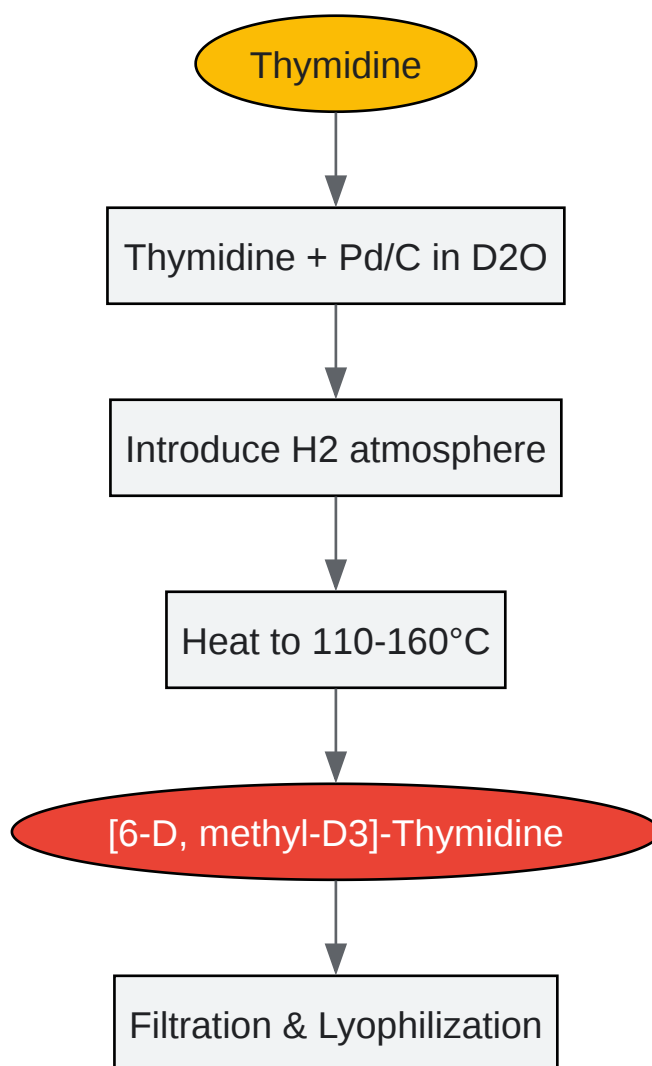 Thymidine
Thymidine + Pd/C in D2O
Introduce H2 atmosphere
Heat to 110-160°C
[6-D, methyl-D3]-Thymidine
Filtration & Lyophilization